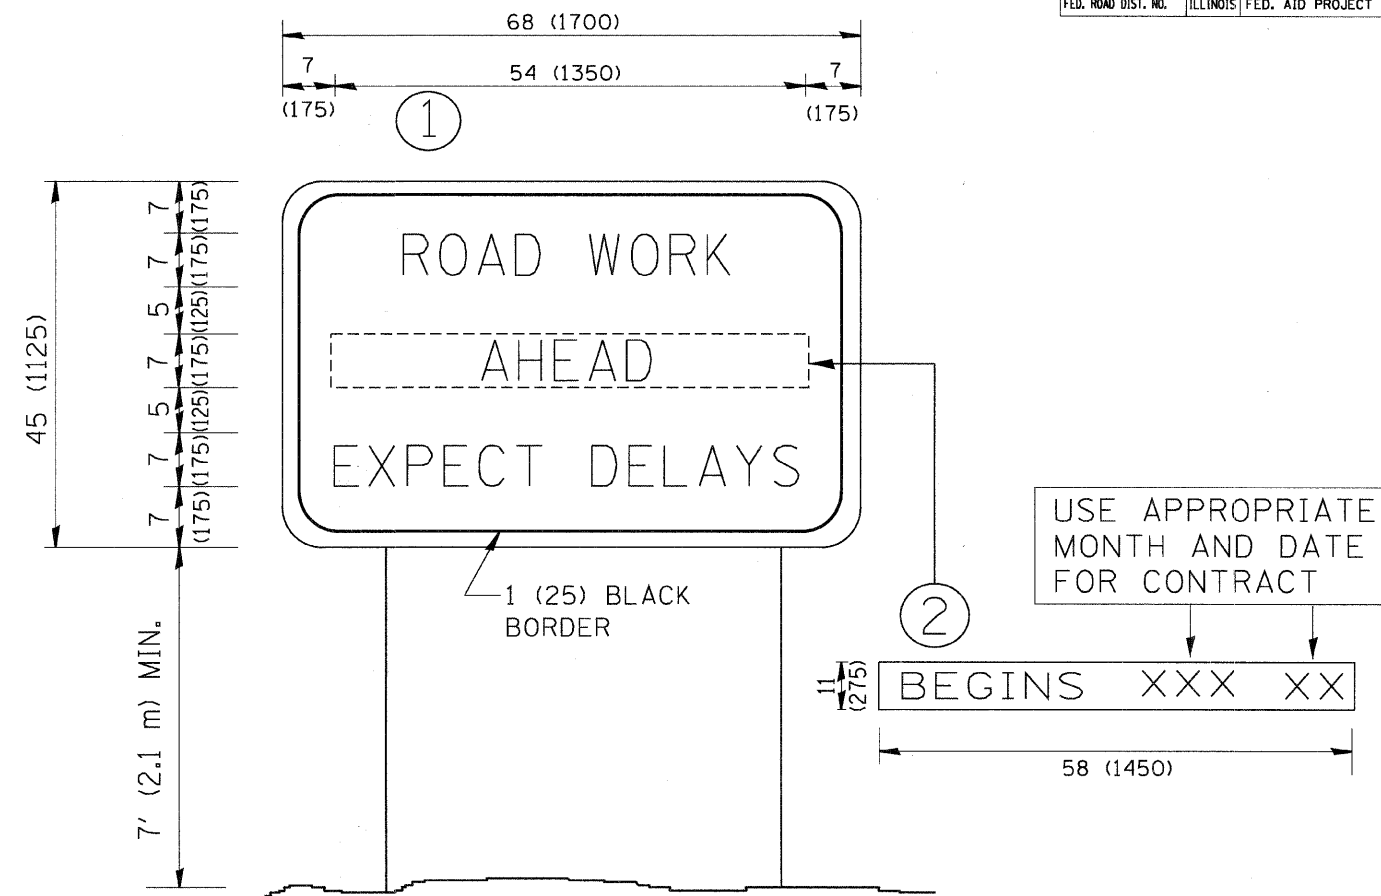 FED. ROAD DIST. NO. ILLINOIS FED. AID PROJECT
68 (1700)
7 54 (1350) 7
(175) (175)
1
45 (1125)
7 (175)
7 (175)
5 (125)
7 (175)
5 (125)
7 (175)
7 (175)
ROAD WORK
AHEAD
EXPECT DELAYS
1 (25) BLACK
BORDER
7' (2.1 m) MIN.
USE APPROPRIATE
MONTH AND DATE
FOR CONTRACT
2
11
(275)
BEGINS XXX XX
58 (1450)